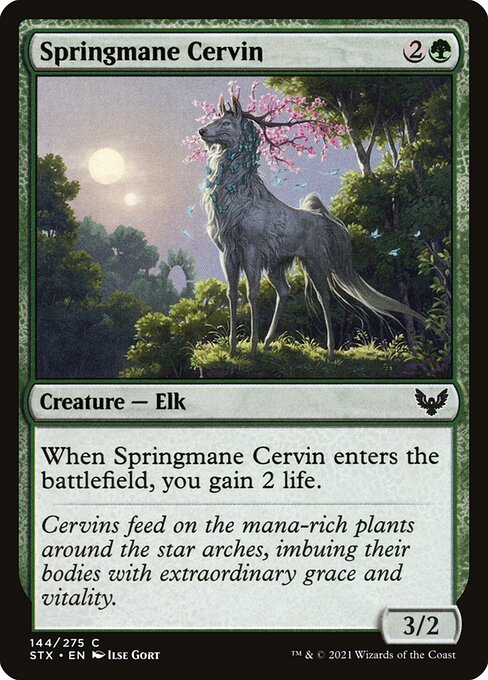 Springmane Cervin 2
Creature — Elk
When Springmane Cervin enters the
battlefield, you gain 2 life.
Cervins feed on the mana-rich plants
around the star arches, imbuing their
bodies with extraordinary grace and
vitality.
3/2
144/275 C
STX • EN Ilse Gort ™ & © 2021 Wizards of the Coast